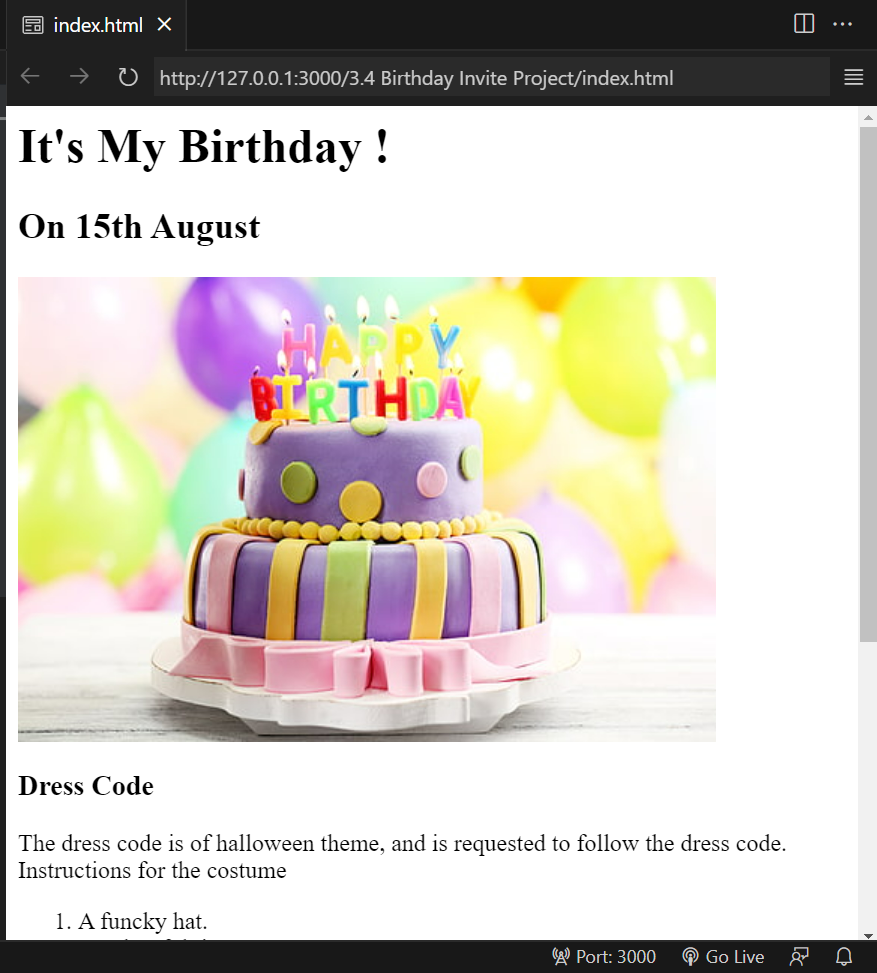 index.html
http://127.0.0.1:3000/3.4 Birthday Invite Project/index.html
It's My Birthday !
On 15th August
HAPPY
BIRTHDAY
Dress Code
The dress code is of halloween theme, and is requested to follow the dress code.
Instructions for the costume
1. A funcky hat.
Port: 3000 Go Live